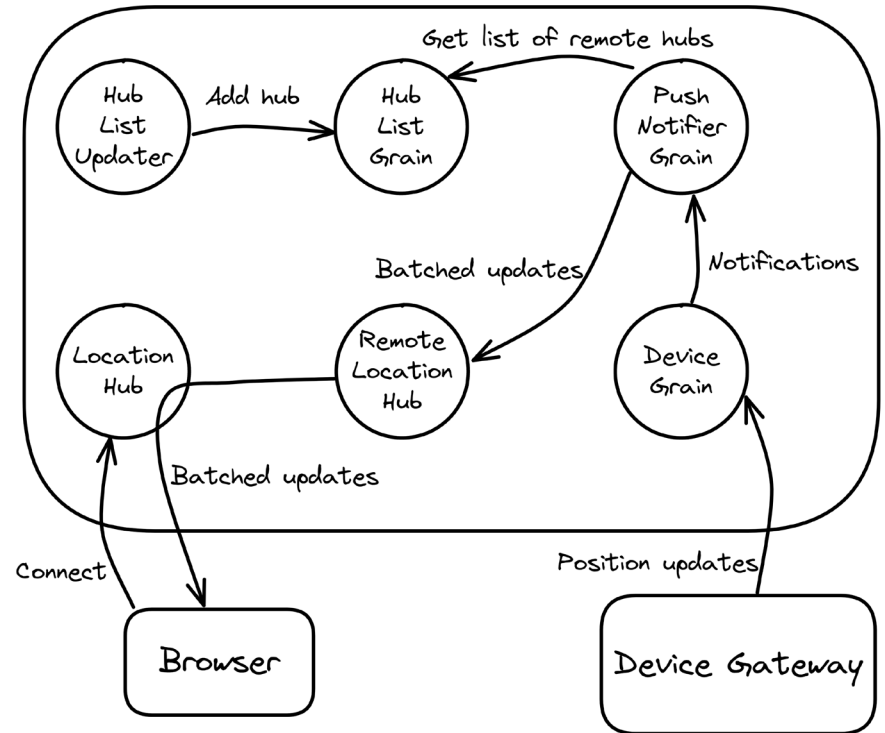 Get list of remote hubs
Hub
List
Updater
Add hub
Hub
List
Grain
Push
Notifier
Grain
Batched updates
Notifications
Location
Hub
Remote
Location
Hub
Device
Grain
Batched updates
Connect
Position updates
Browser
Device Gateway